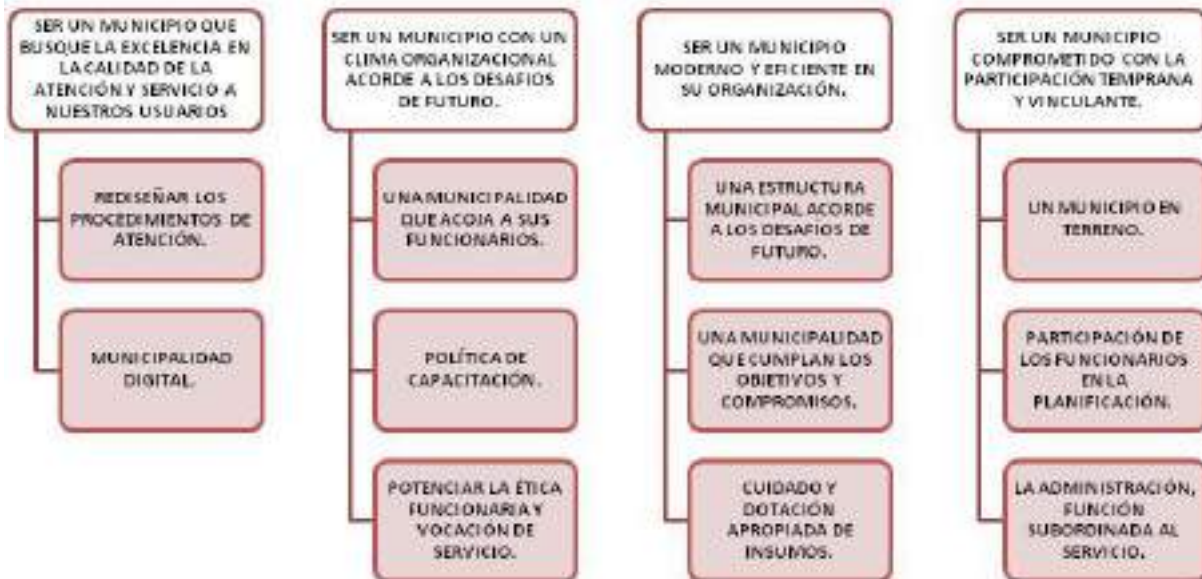 SER UN MUNICIPIO QUE
BUSQUE LA EXCELENCIA EN
LA CALIDAD DE LA
ATENCIÓN Y SERVICIO A
NUESTROS USUARIOS
REDISEÑAR LOS
PROCEDIMIENTOS DE
ATENCIÓN.
MUNICIPALIDAD
DIGITAL.
SER UN MUNICIPIO CON UN
CLIMA ORGANIZACIONAL
ACORDE A LOS DESAFIOS
DE FUTURO.
UNA MUNICIPALIDAD
QUE ACOJA A SUS
FUNCIONARIOS.
POLÍTICA DE
CAPACITACIÓN.
POTENCIAR LA ÉTICA
FUNCIONARIA Y
VOCACIÓN DE
SERVICIO.
SER UN MUNICIPIO
MODERNO Y EFICIENTE EN
SU ORGANIZACIÓN.
UNA ESTRUCTURA
MUNICIPAL ACORDE
A LOS DESAFIOS DE
FUTURO.
UNA MUNICIPALIDAD
QUE CUMPLAN LOS
OBJETIVOS Y
COMPROMISOS.
CUIDADO Y
DOTACIÓN
APROPIADA DE
INSUMOS.
SER UN MUNICIPIO
COMPROMETIDO CON LA
PARTICIPACIÓN TEMPRANA
Y VINCULANTE.
UN MUNICIPIO EN
TERRENO.
PARTICIPACIÓN DE
LOS FUNCIONARIOS
EN LA
PLANIFICACIÓN.
LA ADMINISTRACIÓN,
FUNCIÓN
SUBORDINADA AL
SERVICIO.